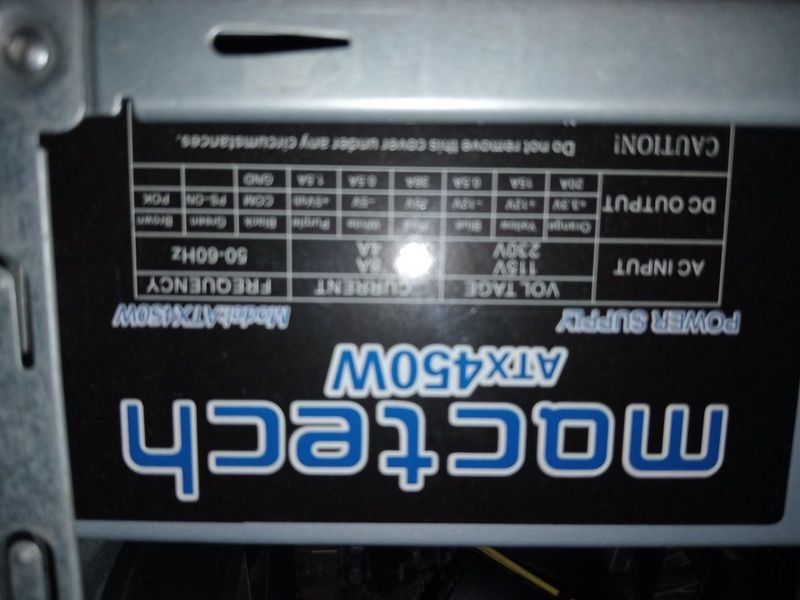 mactech
ATX450W
POWER SUPPLY Model:ATX450W
AC INPUT VOLTAGE CURRENT FREQUENCY
115V 8A 50-60Hz
230V 4A
DC OUTPUT Orange Yellow Blue White Purple Black Green Brown
+3.3V +12V -12V -5V +5Vsb COM PS-ON POK
20A 15A 0.5A 0.5A 1.5A GND
CAUTION! Do not remove this cover under any circumstances.